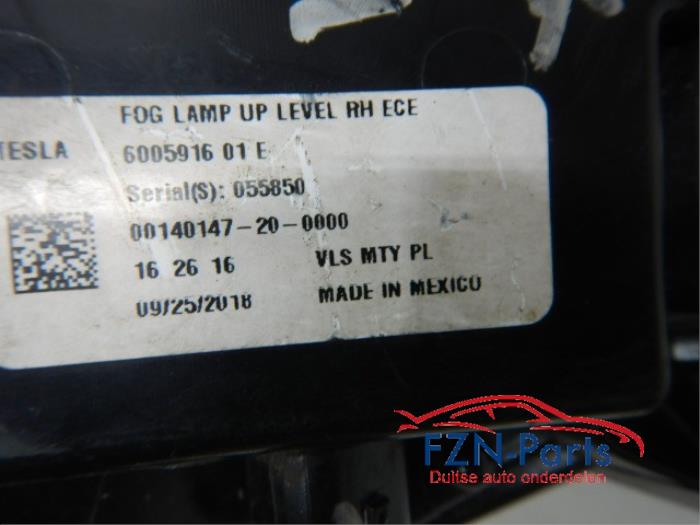 FOG LAMP UP LEVEL RH ECE
TESLA 6005916 01 E
Serial(S): 055850
00140147-20-0000
16 26 16 VLS MTY PL
09/25/2018 MADE IN MEXICO
FZN-Parts
Duitse auto onderdelen